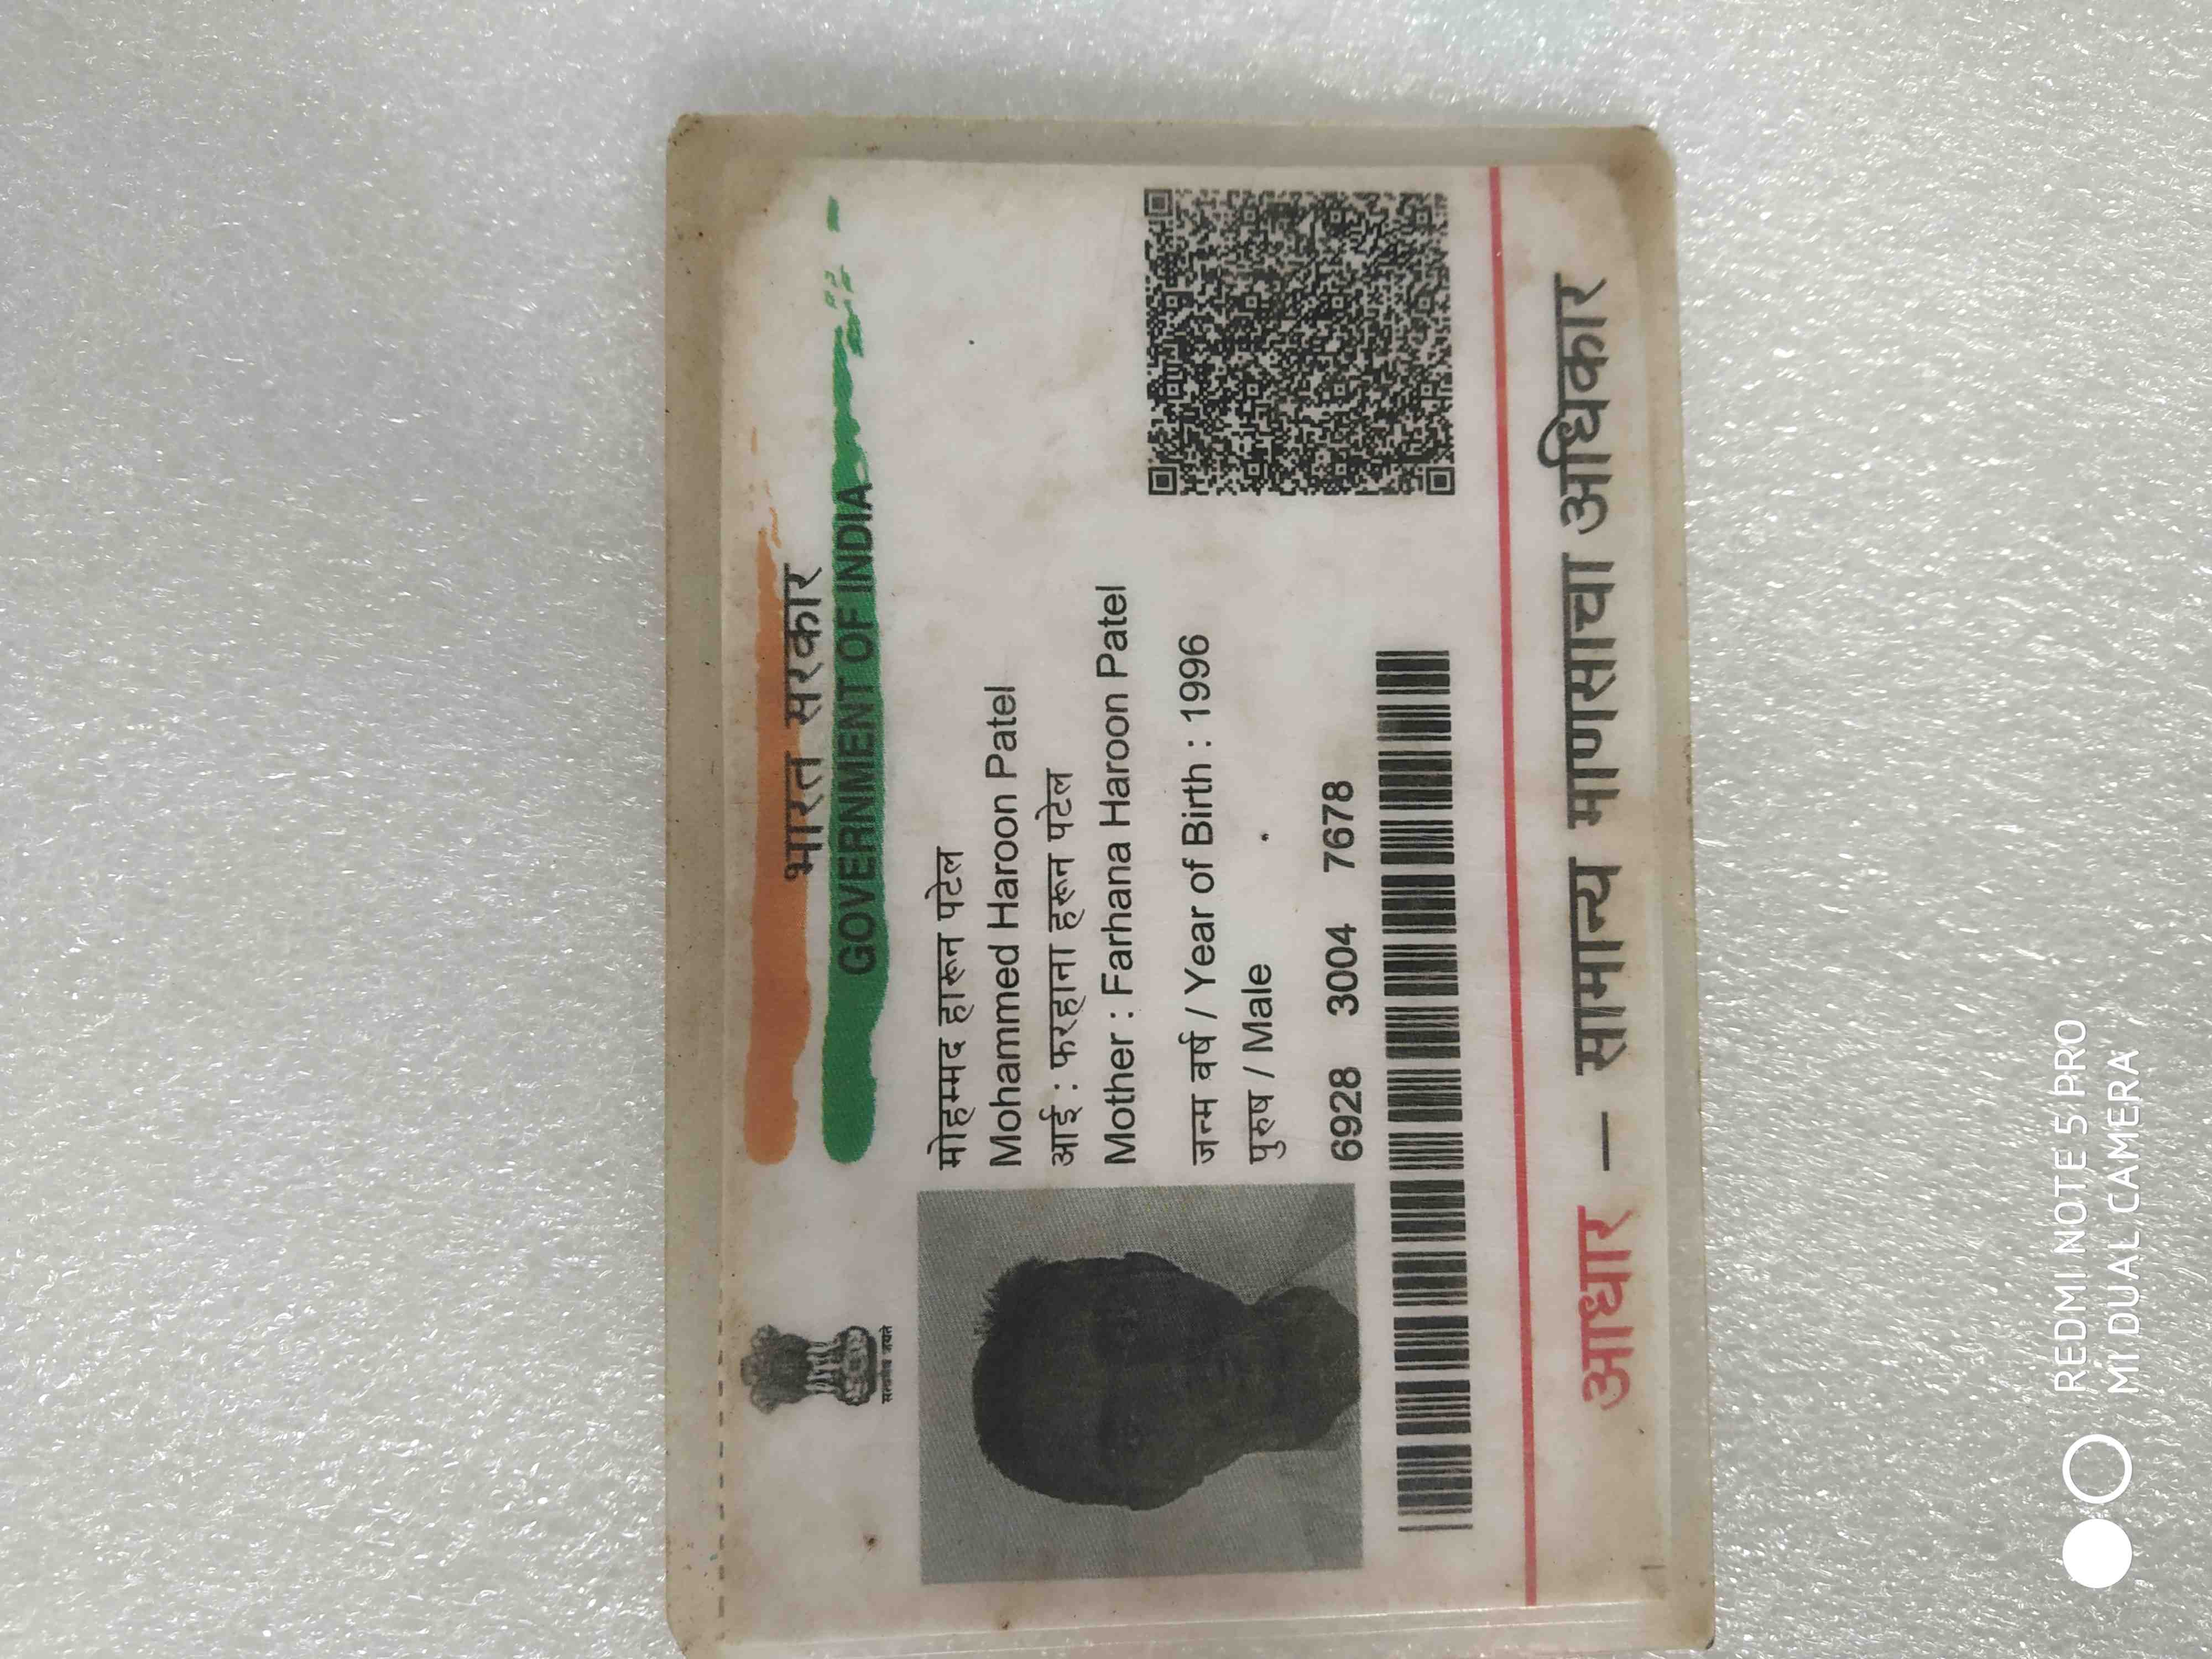 भारत सरकार
GOVERNMENT OF INDIA
सत्यमेव जयते
मोहम्मद हारून पटेल
Mohammed Haroon Patel
आई : फरहाना हरून पटेल
Mother : Farhana Haroon Patel
जन्म वर्ष / Year of Birth : 1996
पुरुष / Male
6928 3004 7678
आधार — सामान्य माणसाचा अधिकार
REDMI NOTE 5 PRO
MI DUAL CAMERA